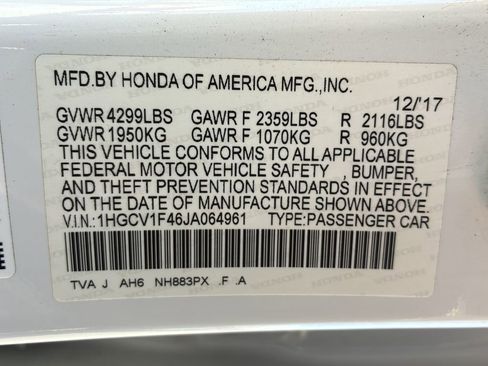 MFD.BY HONDA OF AMERICA MFG.,INC.
12/'17
GVWR 4299LBS GAWR F 2359LBS R 2116LBS
GVWR 1950KG GAWR F 1070KG R 960KG
THIS VEHICLE CONFORMS TO ALL APPLICABLE
FEDERAL MOTOR VEHICLE SAFETY , BUMPER,
AND THEFT PREVENTION STANDARDS IN EFFECT
ON THE DATE OF MANUFACTURE SHOWN ABOVE.
V.I.N.:1HGCV1F46JA064961 TYPE:PASSENGER CAR
TVA J AH6 NH883PX .F .A